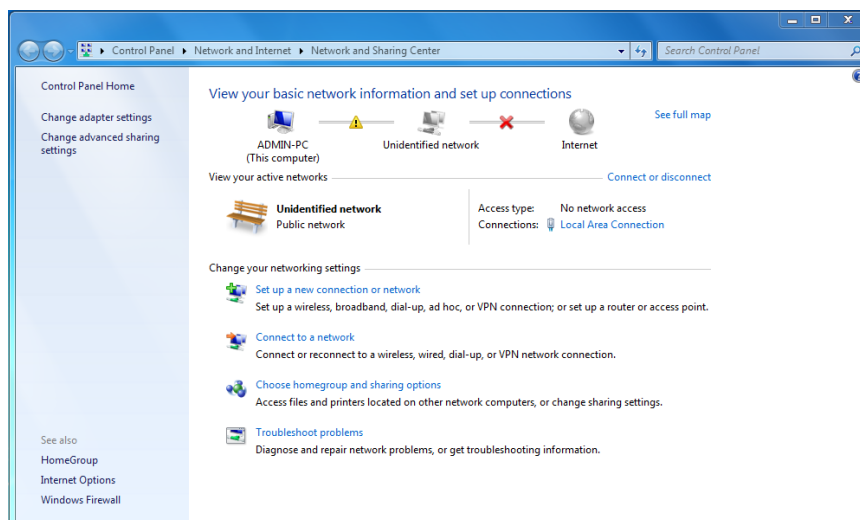 Control Panel Network and Internet Network and Sharing Center
Search Control Panel
Control Panel Home
Change adapter settings
Change advanced sharing
settings
View your basic network information and set up connections
See full map
ADMIN-PC
(This computer)
Unidentified network
Internet
View your active networks
Connect or disconnect
Unidentified network
Public network
Access type: No network access
Connections: Local Area Connection
Change your networking settings
Set up a new connection or network
Set up a wireless, broadband, dial-up, ad hoc, or VPN connection; or set up a router or access point.
Connect to a network
Connect or reconnect to a wireless, wired, dial-up, or VPN network connection.
Choose homegroup and sharing options
Access files and printers located on other network computers, or change sharing settings.
Troubleshoot problems
Diagnose and repair network problems, or get troubleshooting information.
See also
HomeGroup
Internet Options
Windows Firewall